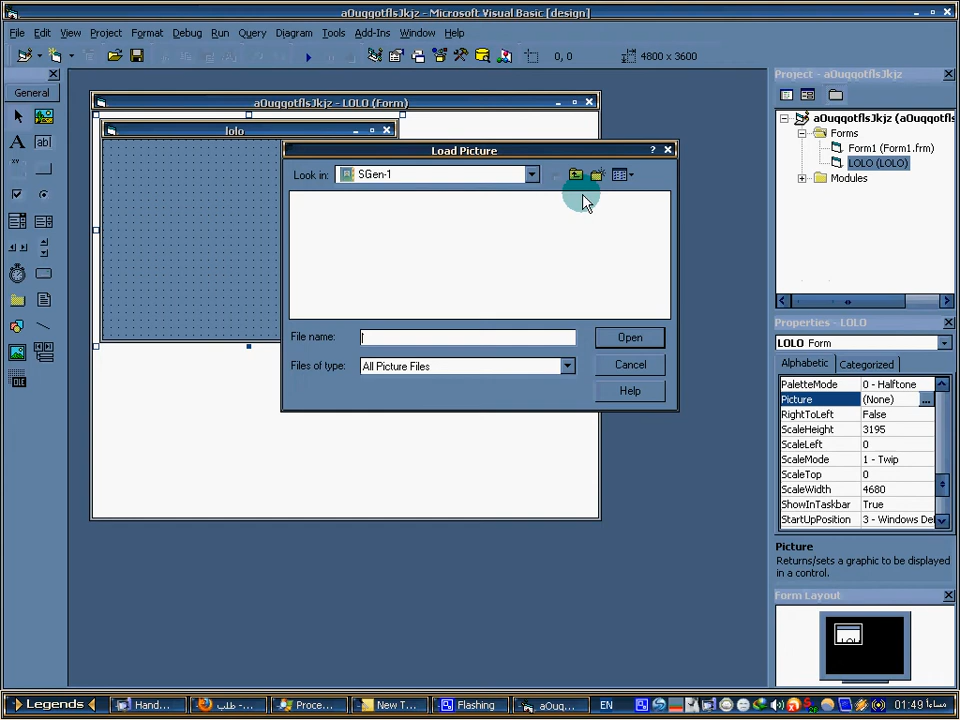 aOuqqotflsJkjz - Microsoft Visual Basic [design]
File Edit View Project Format Debug Run Query Diagram Tools Add-Ins Window Help
0, 0
4800 x 3600
General
aOuqqotflsJkjz - LOLO (Form)
lolo
Load Picture
Look in:
SGen-1
File name:
Open
Files of type:
All Picture Files
Cancel
Help
Project - aOuqqotflsJkjz
aOuqqotflsJkjz (aOuqqotfls
Forms
Form1 (Form1.frm)
LOLO (LOLO)
Modules
Properties - LOLO
LOLO Form
Alphabetic Categorized
PaletteMode 0 - Halftone
Picture (None) ...
RightToLeft False
ScaleHeight 3195
ScaleLeft 0
ScaleMode 1 - Twip
ScaleTop 0
ScaleWidth 4680
ShowInTaskbar True
StartUpPosition 3 - Windows De
Picture
Returns/sets a graphic to be displayed
in a control.
Form Layout
Legends
Hand...
طلب -...
Proce...
New T...
Flashing
aOuq...
EN
01:49 مساءً